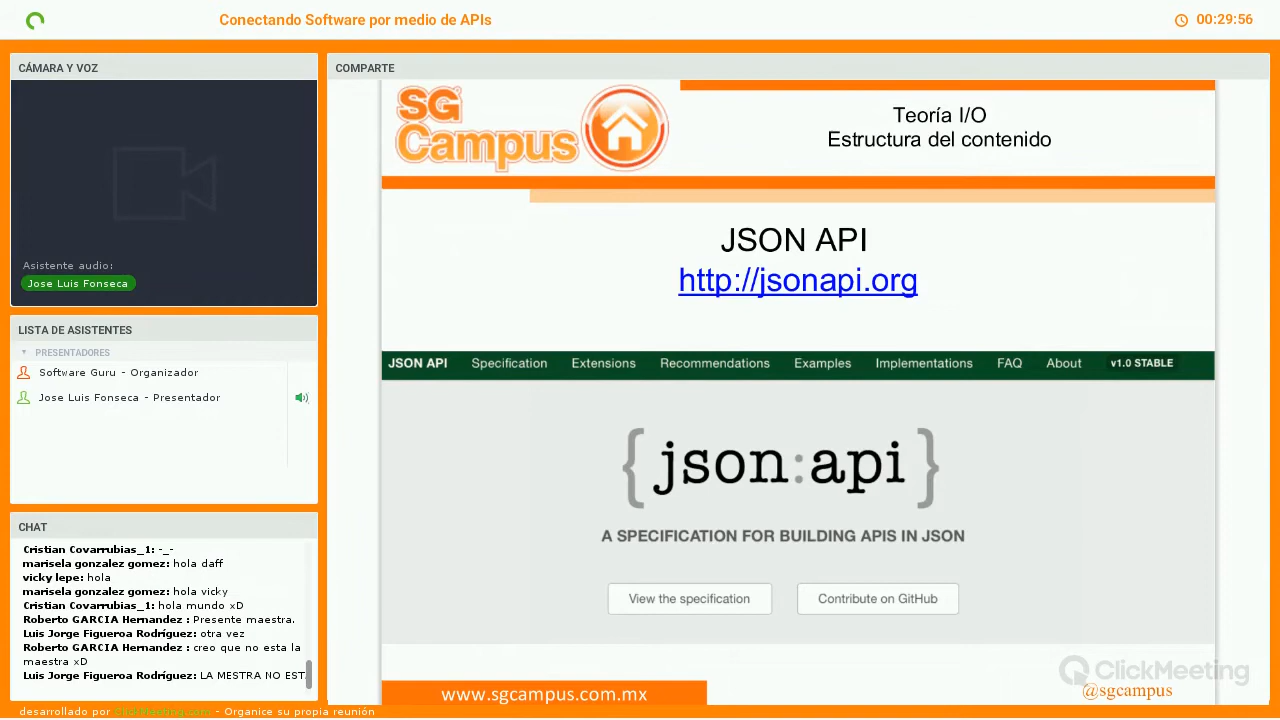 Conectando Software por medio de APIs
00:29:56
CÁMARA Y VOZ
Asistente audio:
Jose Luis Fonseca
LISTA DE ASISTENTES
PRESENTADORES
Software Guru - Organizador
Jose Luis Fonseca - Presentador
CHAT
Cristian Covarrubias_1: -_-
marisela gonzalez gomez: hola daff
vicky lepe: hola
marisela gonzalez gomez: hola vicky
Cristian Covarrubias_1: hola mundo xD
Roberto GARCIA Hernandez : Presente maestra.
Luis Jorge Figueroa Rodríguez: otra vez
Roberto GARCIA Hernandez : creo que no esta la
maestra xD
Luis Jorge Figueroa Rodríguez: LA MESTRA NO EST
desarrollado por ClickMeeting.com - Organice su propia reunión
COMPARTE
SG
Campus
Teoría I/O
Estructura del contenido
JSON API
http://jsonapi.org
JSON API Specification Extensions Recommendations Examples Implementations FAQ About v1.0 STABLE
{json:api}
A SPECIFICATION FOR BUILDING APIS IN JSON
View the specification
Contribute on GitHub
ClickMeeting
www.sgcampus.com.mx
@sgcampus